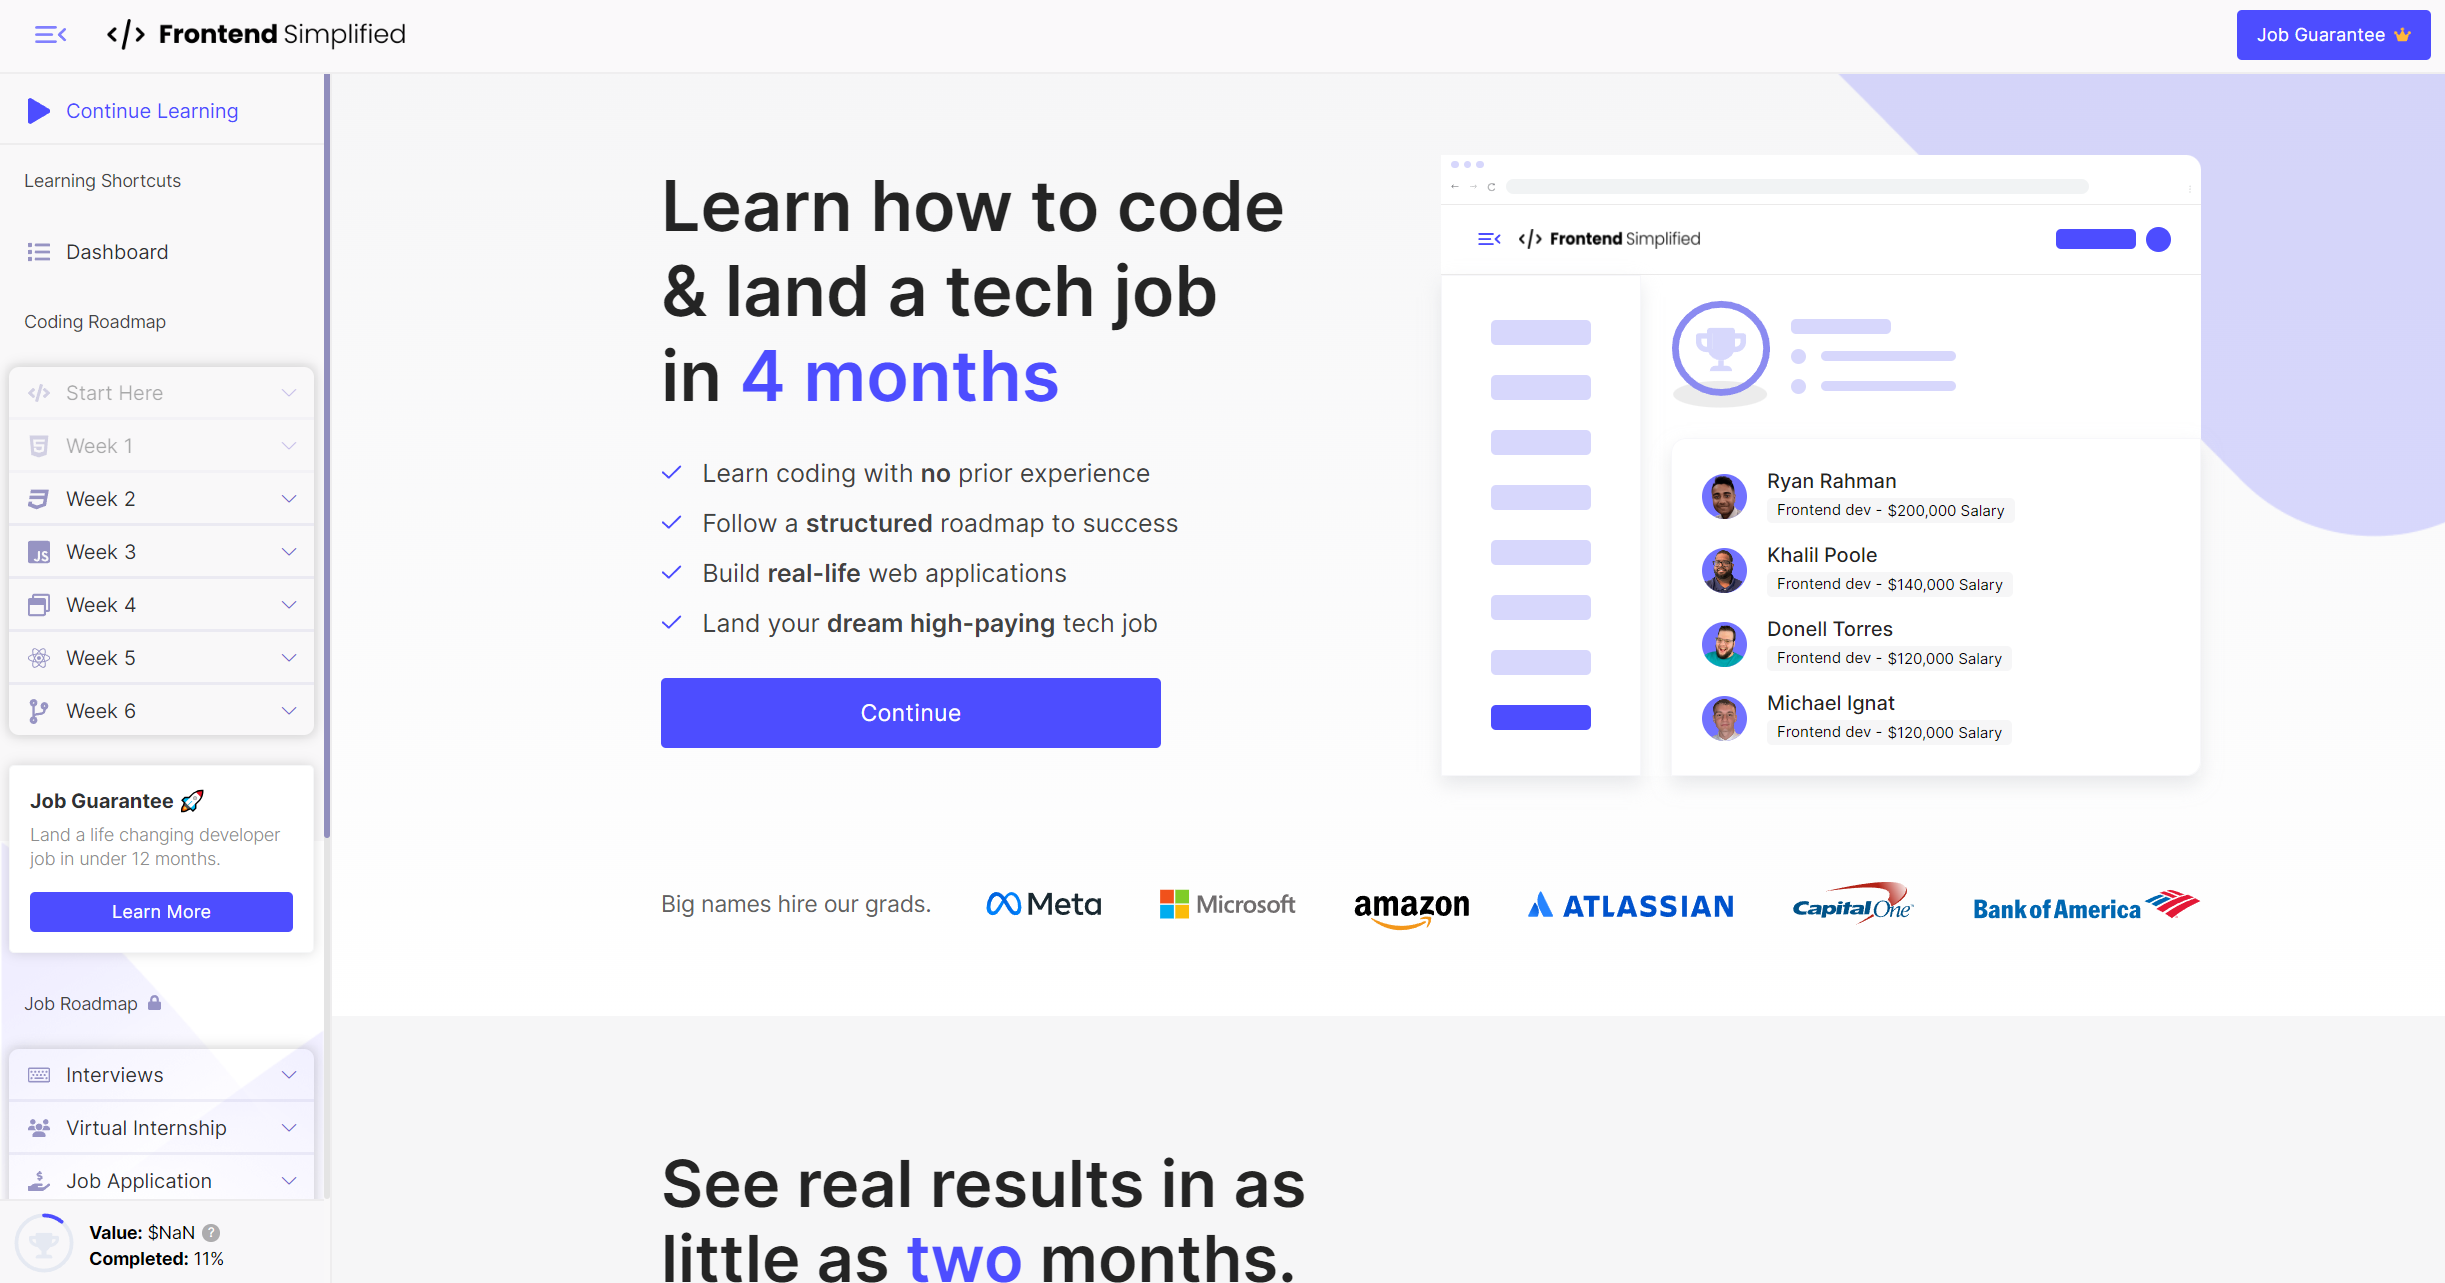 </> Frontend Simplified
Job Guarantee
Continue Learning
Learning Shortcuts
Dashboard
Coding Roadmap
Start Here
Week 1
Week 2
Week 3
JS
Week 4
Week 5
Week 6
Job Guarantee 🚀
Land a life changing developer
job in under 12 months.
Learn More
Job Roadmap
Interviews
Virtual Internship
Job Application
Value: $NaN ?
Completed: 11%
Learn how to code
& land a tech job
in 4 months
Learn coding with no prior experience
Follow a structured roadmap to success
Build real-life web applications
Land your dream high-paying tech job
Continue
</> Frontend Simplified
Ryan Rahman
Frontend dev - $200,000 Salary
Khalil Poole
Frontend dev - $140,000 Salary
Donell Torres
Frontend dev - $120,000 Salary
Michael Ignat
Frontend dev - $120,000 Salary
Big names hire our grads.
Meta
Microsoft
amazon
ATLASSIAN
Capital One
Bank of America
See real results in as
little as two months.